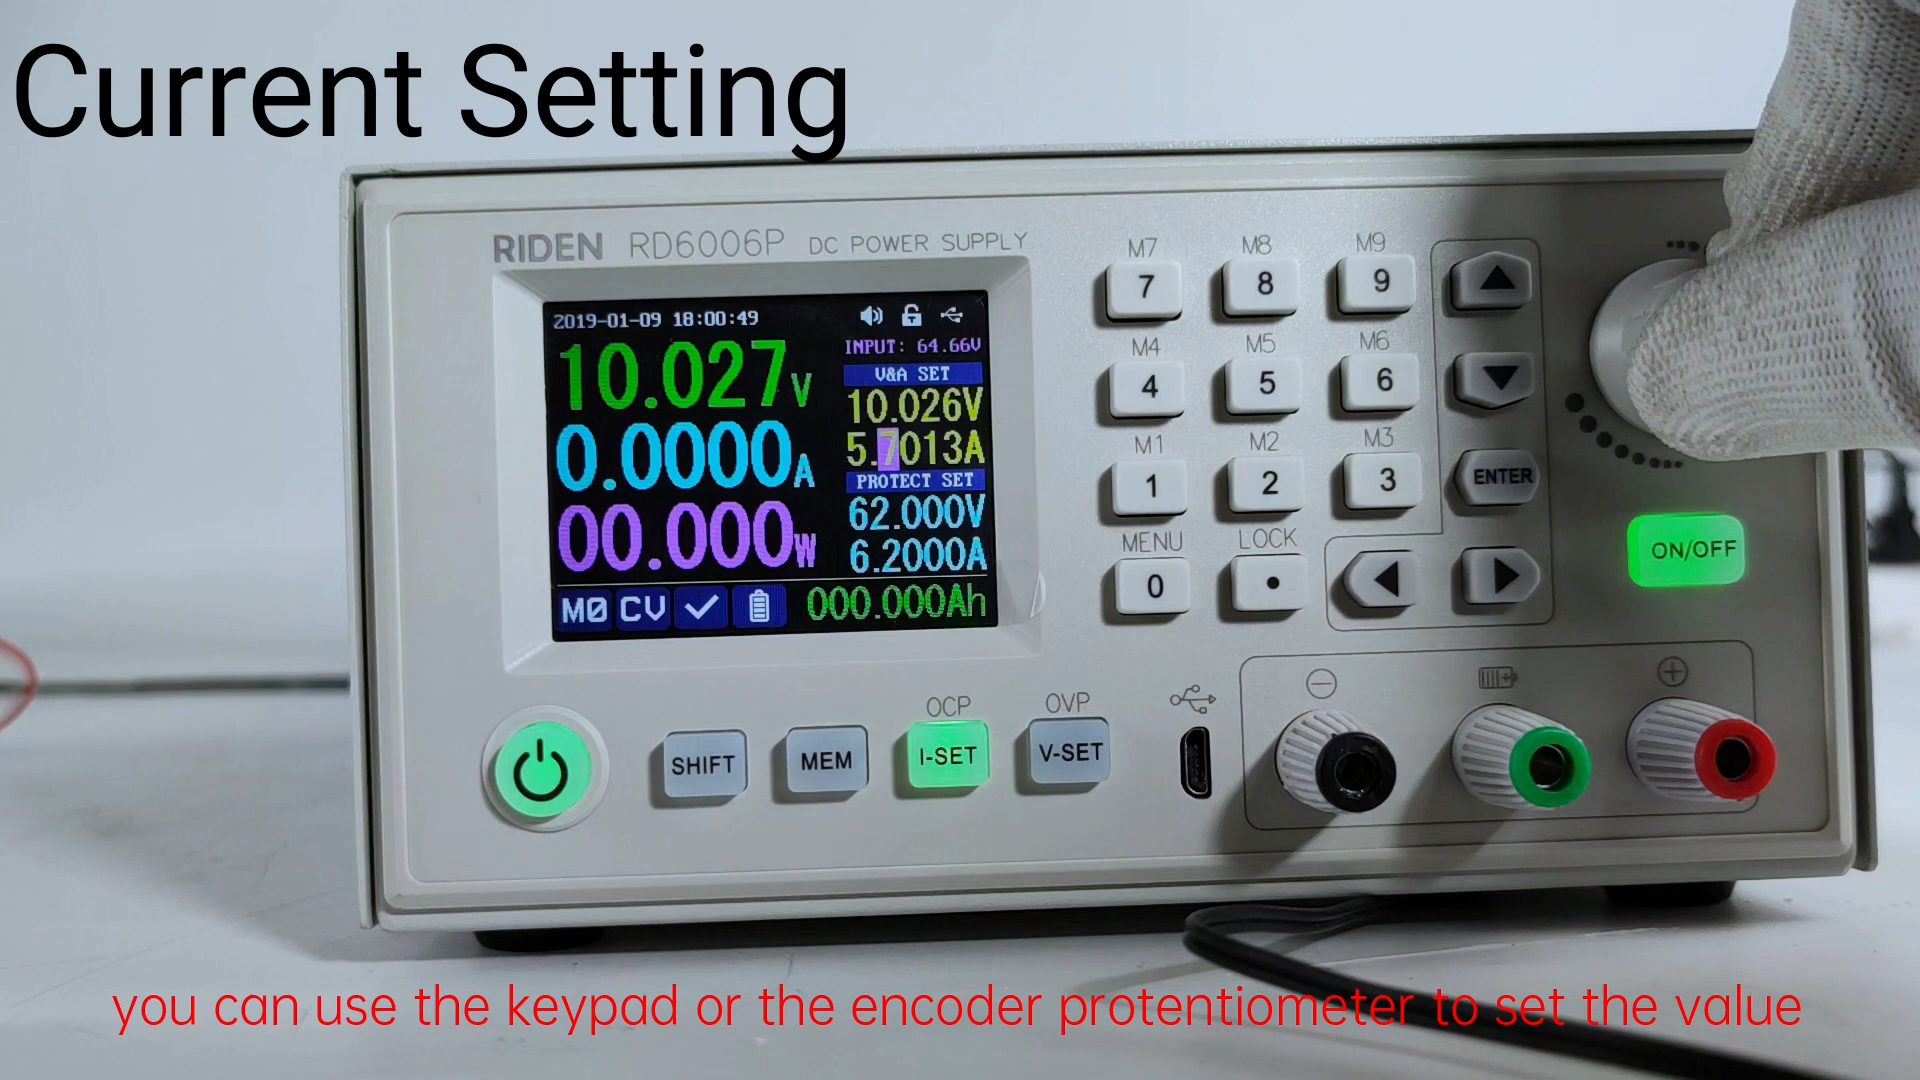 Current Setting
RIDEN RD6006P DC POWER SUPPLY
2019-01-09 18:00:49
INPUT: 64.66V
10.027V
V&A SET
10.026V
0.0000A
5.7013A
PROTECT SET
00.000W
62.000V
6.2000A
M0 CV
000.000Ah
M7 M8 M9
7 8 9
M4 M5 M6
4 5 6
M1 M2 M3
1 2 3
ENTER
MENU LOCK
0 •
ON/OFF
OCP OVP
SHIFT MEM I-SET V-SET
you can use the keypad or the encoder protentiometer to set the value